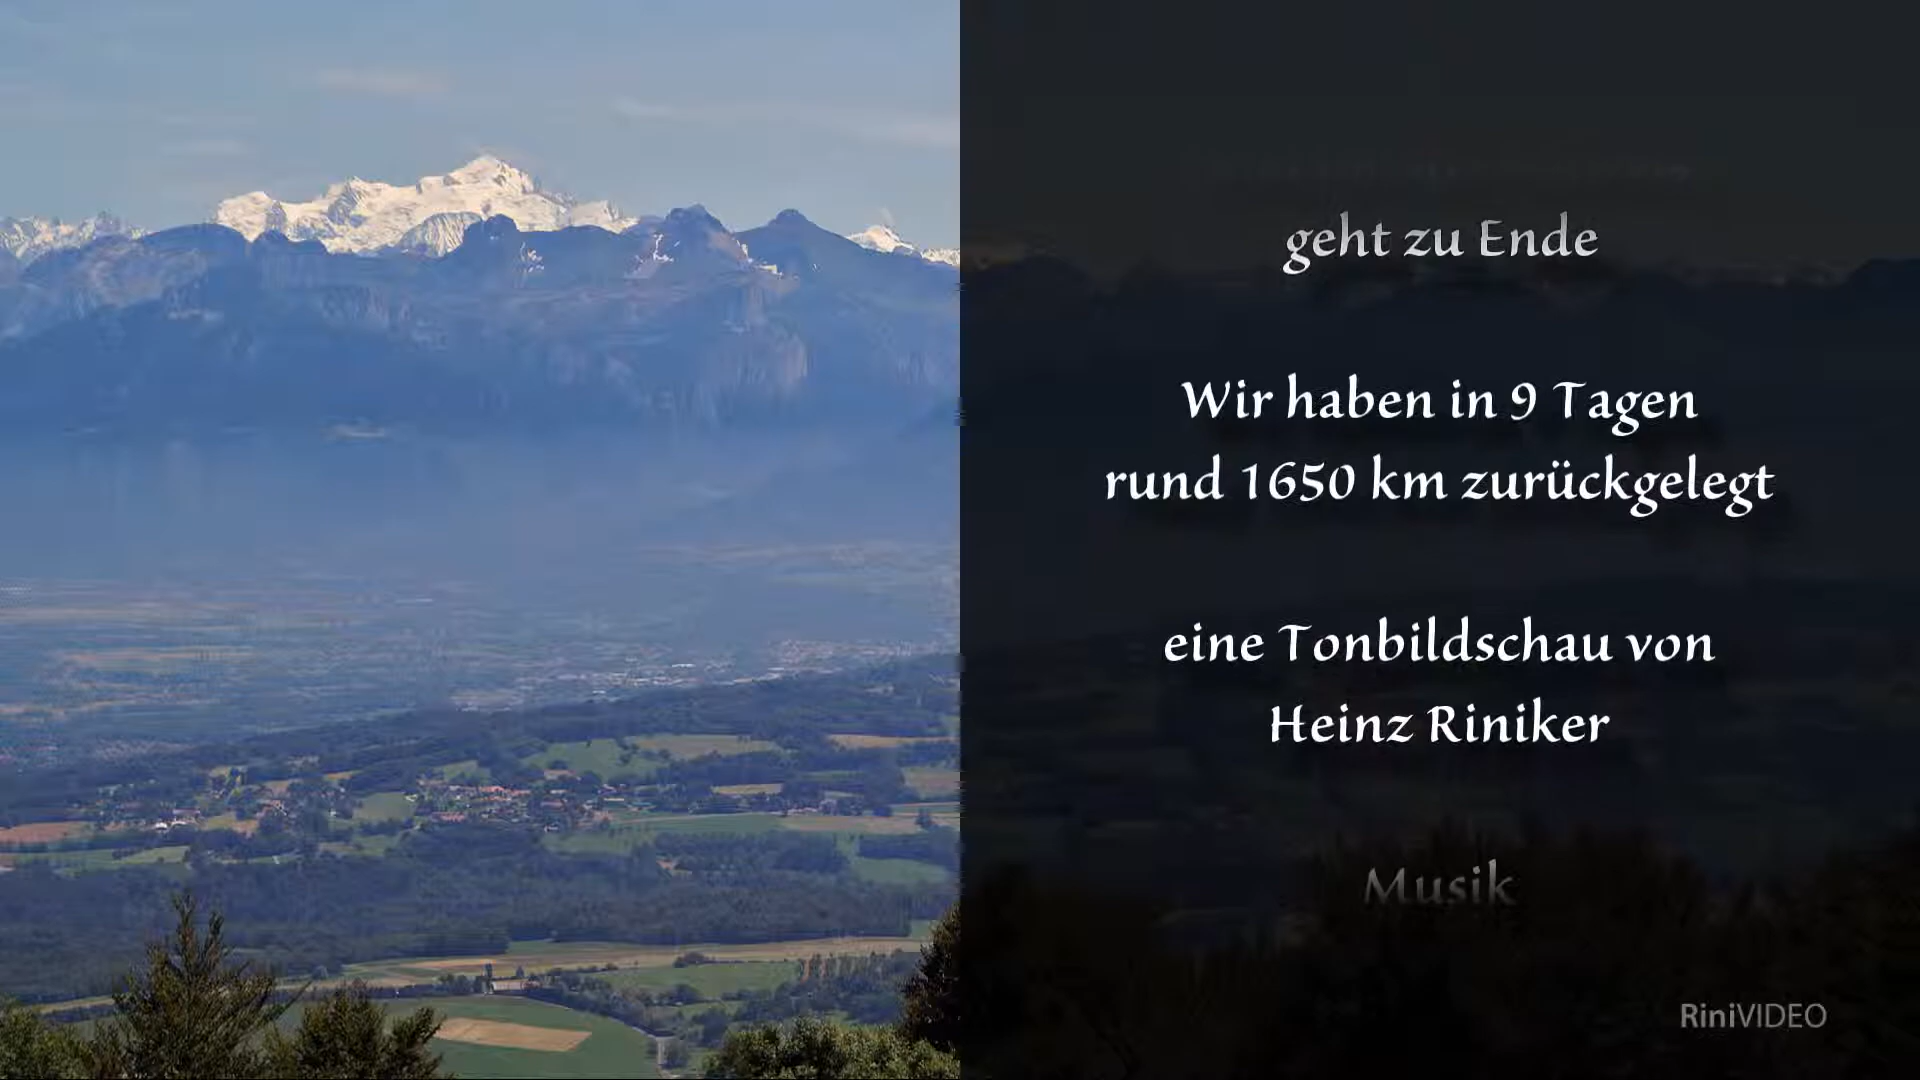 geht zu Ende
Wir haben in 9 Tagen
rund 1650 km zurückgelegt
eine Tonbildschau von
Heinz Riniker
Musik
RiniVIDEO